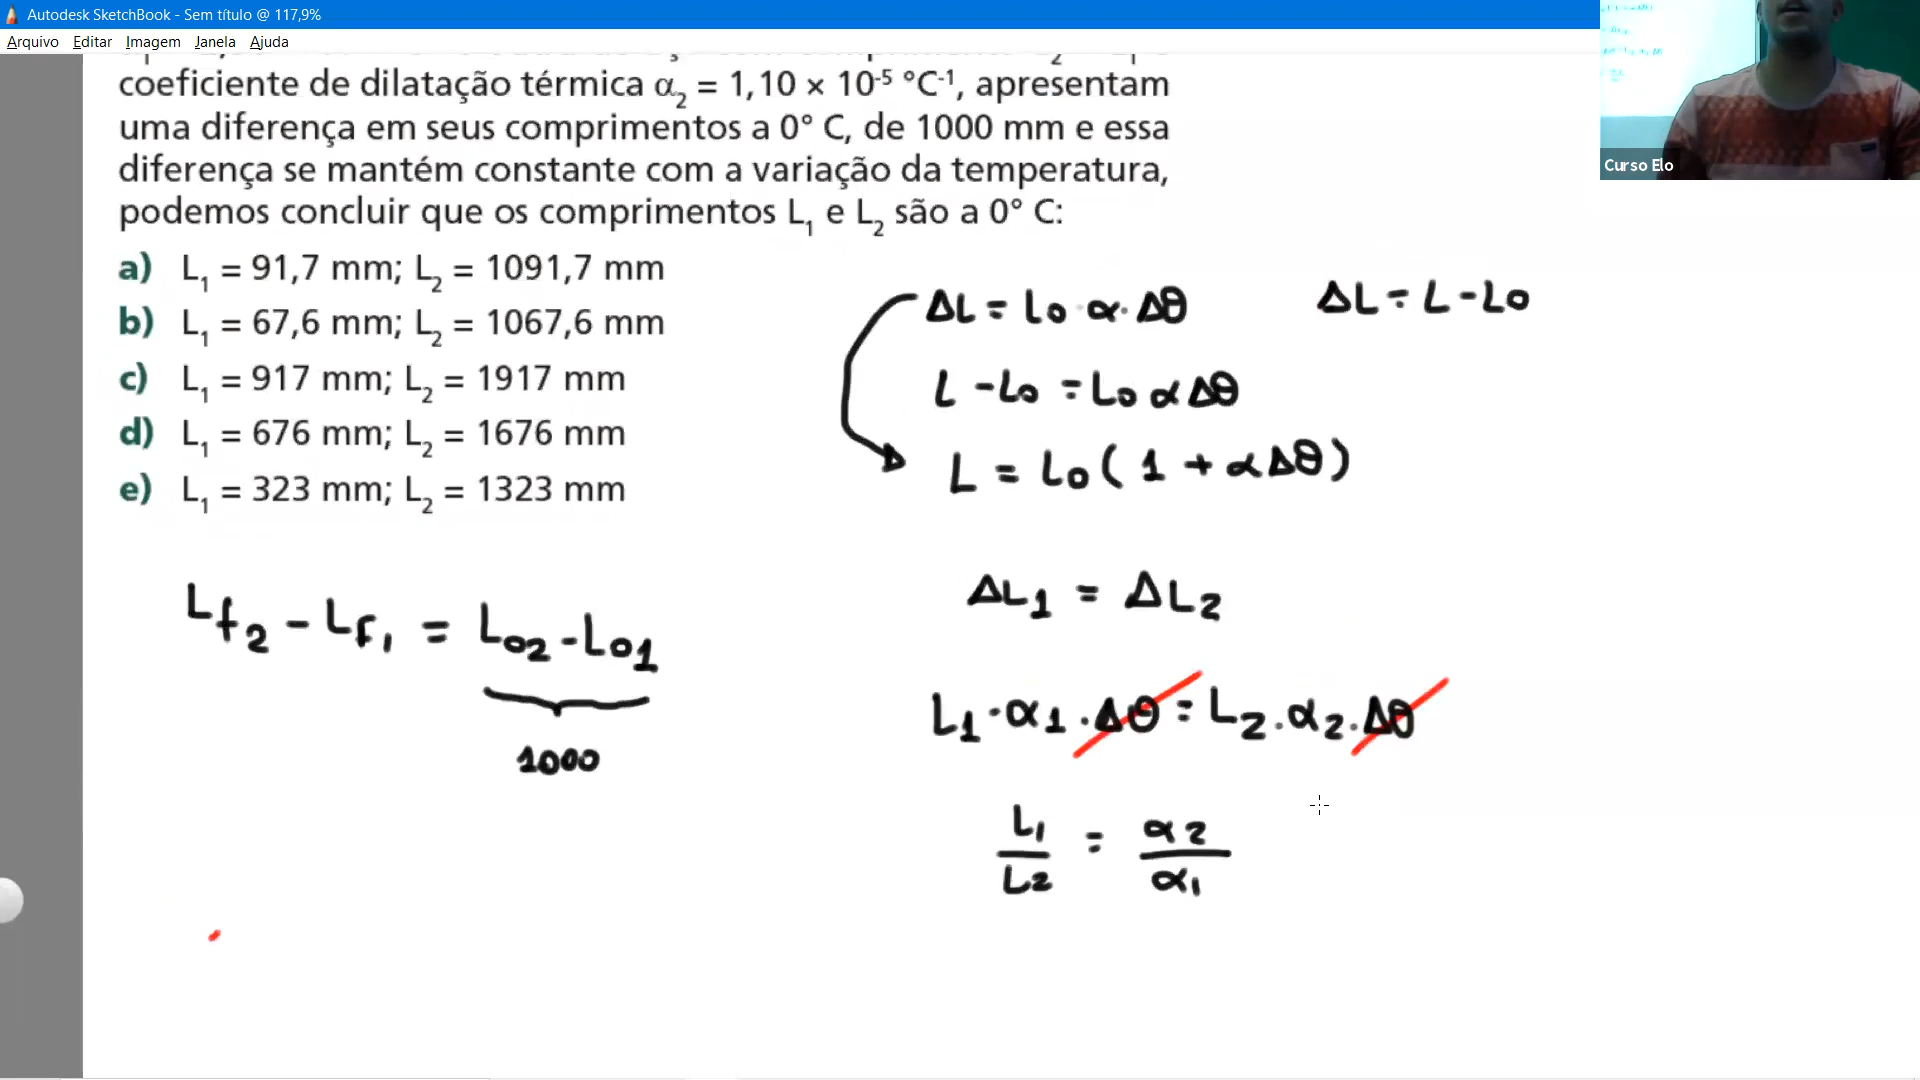 Autodesk SketchBook - Sem título @ 117,9%
Arquivo Editar Imagem Janela Ajuda
coeficiente de dilatação térmica α₂ = 1,10 × 10⁻⁵ °C⁻¹, apresentam
uma diferença em seus comprimentos a 0° C, de 1000 mm e essa
diferença se mantém constante com a variação da temperatura,
podemos concluir que os comprimentos L₁ e L₂ são a 0° C:
a) L₁ = 91,7 mm; L₂ = 1091,7 mm
b) L₁ = 67,6 mm; L₂ = 1067,6 mm
c) L₁ = 917 mm; L₂ = 1917 mm
d) L₁ = 676 mm; L₂ = 1676 mm
e) L₁ = 323 mm; L₂ = 1323 mm
Lf2 - Lf1 = Lo2 - Lo1
1000
ΔL = Lo · α · Δθ
ΔL = L - Lo
L - Lo = Lo α Δθ
L = Lo ( 1 + α Δθ )
ΔL1 = ΔL2
L1 · α1 · Δθ = L2 . α2 . Δθ
L1 / L2 = α2 / α1
Curso Elo